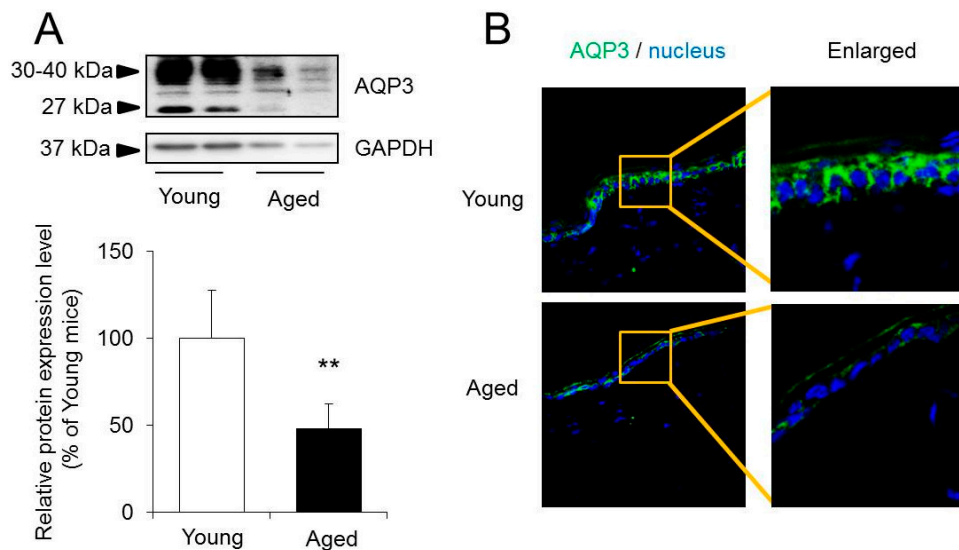 A
30-40 kDa
27 kDa
AQP3
37 kDa
GAPDH
Young Aged
Relative protein expression level
(% of Young mice)
150
100
50
0
**
Young Aged
B
AQP3 / nucleus Enlarged
Young
Aged